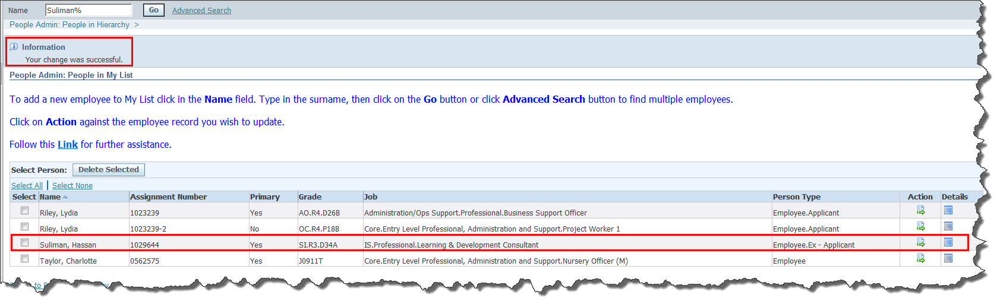 Name Suliman% Go Advanced Search
People Admin: People in Hierarchy >
Information
Your change was successful.
People Admin: People in My List
To add a new employee to My List click in the Name field. Type in the surname, then click on the Go button or click Advanced Search button to find multiple employees.
Click on Action against the employee record you wish to update.
Follow this Link for further assistance.
Select Person: Delete Selected
Select All | Select None
Select Name Assignment Number Primary Grade Job Person Type Action Details
Riley, Lydia 1023239 Yes AO.R4.D26B Administration/Ops Support.Professional.Business Support Officer Employee.Applicant
Riley, Lydia 1023239-2 No OC.R4.P18B Core.Entry Level Professional, Administration and Support.Project Worker 1 Employee.Applicant
Suliman, Hassan 1029644 Yes SI.R3.D34A IS.Professional.Learning & Development Consultant Employee.Ex - Applicant
Taylor, Charlotte 0562575 Yes J0911T Core.Entry Level Professional, Administration and Support.Nursery Officer (M) Employee
to